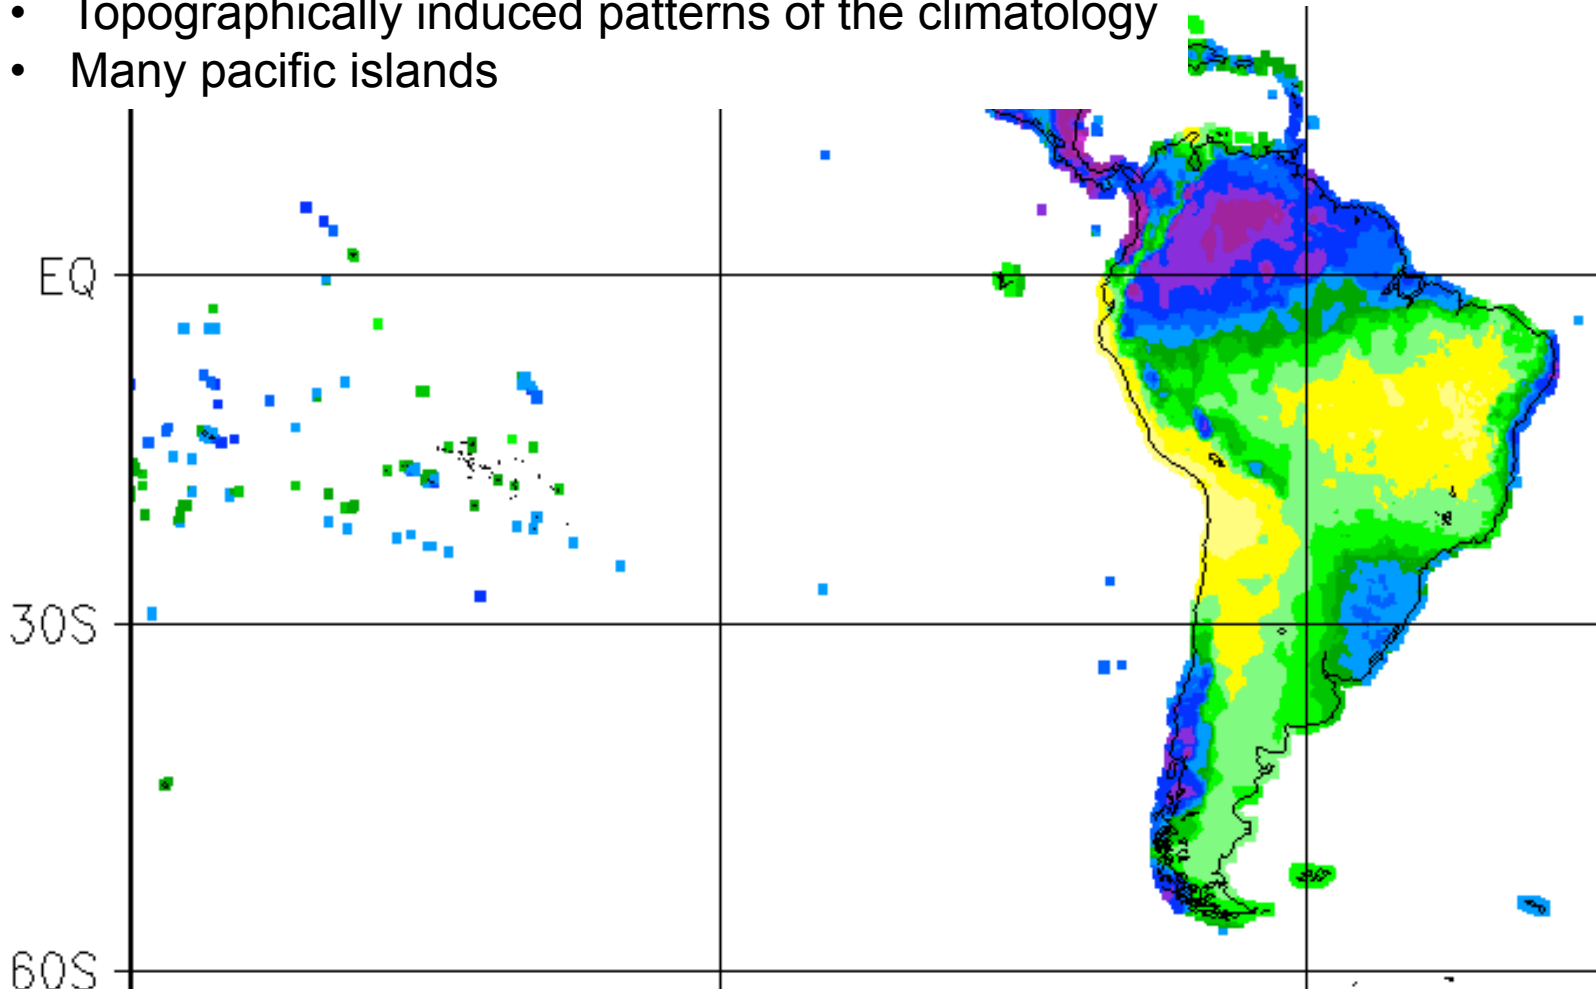 • Topographically induced patterns of the climatology
• Many pacific islands
EQ
30S
60S